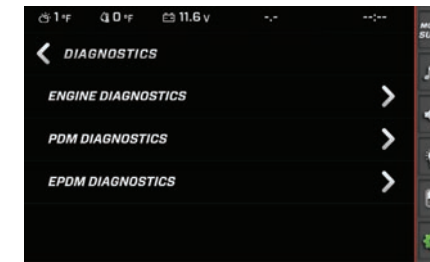 1 °F 0 °F 11.6 V -.- --:--
DIAGNOSTICS
ENGINE DIAGNOSTICS
PDM DIAGNOSTICS
EPDM DIAGNOSTICS